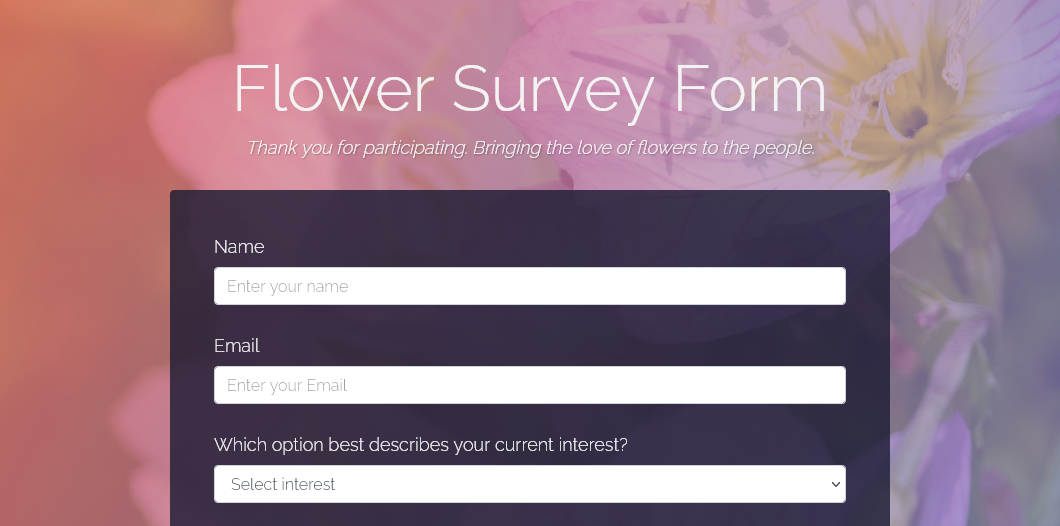 Flower Survey Form
Thank you for participating. Bringing the love of flowers to the people.
Name
Enter your name
Email
Enter your Email
Which option best describes your current interest?
Select interest